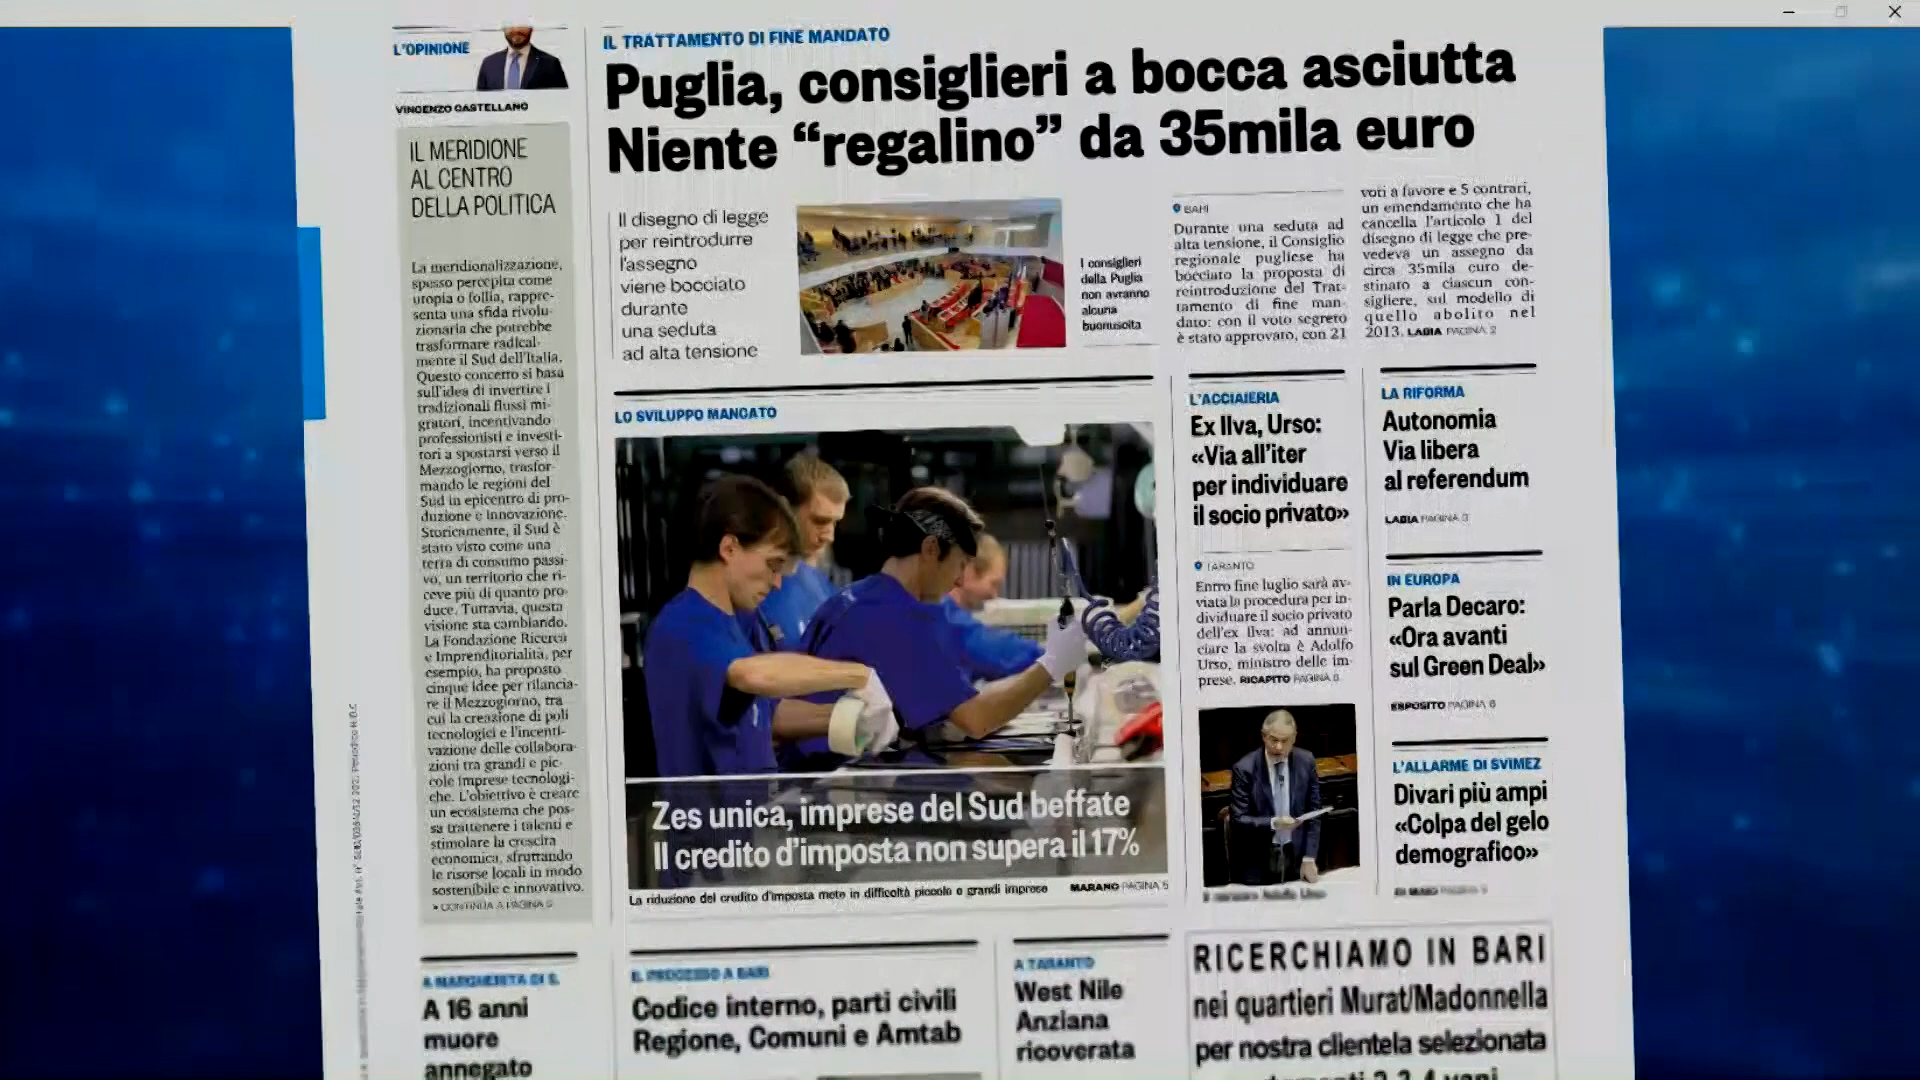 L'OPINIONE
VINCENZO CASTELLANO
IL MERIDIONE
AL CENTRO
DELLA POLITICA
La meridionalizzazione,
spesso percepita come
utopia o follia, rappre-
senta una sfida rivolu-
zionaria che potrebbe
trasformare radical-
mente il Sud dell'Italia.
Questo concetto si basa
sull'idea di invertire i
tradizionali flussi mi-
gratori, incentivando
professionisti e investi-
tori a spostarsi verso il
Mezzogiorno, trasfor-
mando le regioni del
Sud in epicentro di pro-
duzione e innovazione.
Storicamente, il Sud è
stato visto come una
terra di consumo passi-
vo, un territorio che ri-
ceve più di quanto pro-
duce. Tuttavia, questa
visione sta cambiando.
La Fondazione Ricerca
e Imprenditorialità, per
esempio, ha proposto
cinque idee per rilancia-
re il Mezzogiorno, tra
cui la creazione di poli
tecnologici e l'incenti-
vazione delle collabora-
zioni tra grandi e pic-
cole imprese tecnologi-
che. L'obiettivo è creare
un ecosistema che pos-
sa trattenere i talenti e
stimolare la crescita
economica, sfruttando
le risorse locali in modo
sostenibile e innovativo.
» CONTINUA A PAGINA 5
IL TRATTAMENTO DI FINE MANDATO
Puglia, consiglieri a bocca asciutta
Niente “regalino” da 35mila euro
Il disegno di legge
per reintrodurre
l'assegno
viene bocciato
durante
una seduta
ad alta tensione
I consiglieri
della Puglia
non avranno
alcuna
buonuscita
BARI
Durante una seduta ad
alta tensione, il Consiglio
regionale pugliese ha
bocciato la proposta di
reintroduzione del Trat-
tamento di fine man-
dato: con il voto segreto
è stato approvato, con 21
voti a favore e 5 contrari,
un emendamento che ha
cancella l'articolo 1 del
disegno di legge che pre-
vedeva un assegno da
circa 35mila euro de-
stinato a ciascun con-
sigliere, sul modello di
quello abolito nel
2013. LABIA PAGINA 2
LO SVILUPPO MANCATO
Zes unica, imprese del Sud beffate
Il credito d'imposta non supera il 17%
La riduzione del credito d'imposta mete in difficoltà piccole e grandi imprese
MARANO PAGINA 5
L'ACCIAIERIA
Ex Ilva, Urso:
«Via all'iter
per individuare
il socio privato»
TARANTO
Entro fine luglio sarà av-
viata la procedura per in-
dividuare il socio privato
dell'ex Ilva: ad annun-
ciare la svolta è Adolfo
Urso, ministro delle im-
prese. RICAPITO PAGINA 6
LA RIFORMA
Autonomia
Via libera
al referendum
LABIA PAGINA 3
IN EUROPA
Parla Decaro:
«Ora avanti
sul Green Deal»
ESPOSITO PAGINA 6
L'ALLARME DI SVIMEZ
Divari più ampi
«Colpa del gelo
demografico»
A MARGHERITA DI S.
A 16 anni
muore
annegato
IL PROCESSO A BARI
Codice interno, parti civili
Regione, Comuni e Amtab
A TARANTO
West Nile
Anziana
ricoverata
RICERCHIAMO IN BARI
nei quartieri Murat/Madonnella
per nostra clientela selezionata